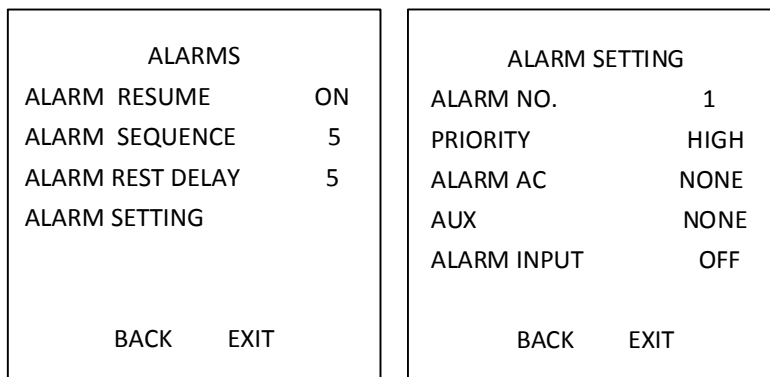 ALARMS
ALARM RESUME ON
ALARM SEQUENCE 5
ALARM REST DELAY 5
ALARM SETTING
BACK EXIT
ALARM SETTING
ALARM NO. 1
PRIORITY HIGH
ALARM AC NONE
AUX NONE
ALARM INPUT OFF
BACK EXIT